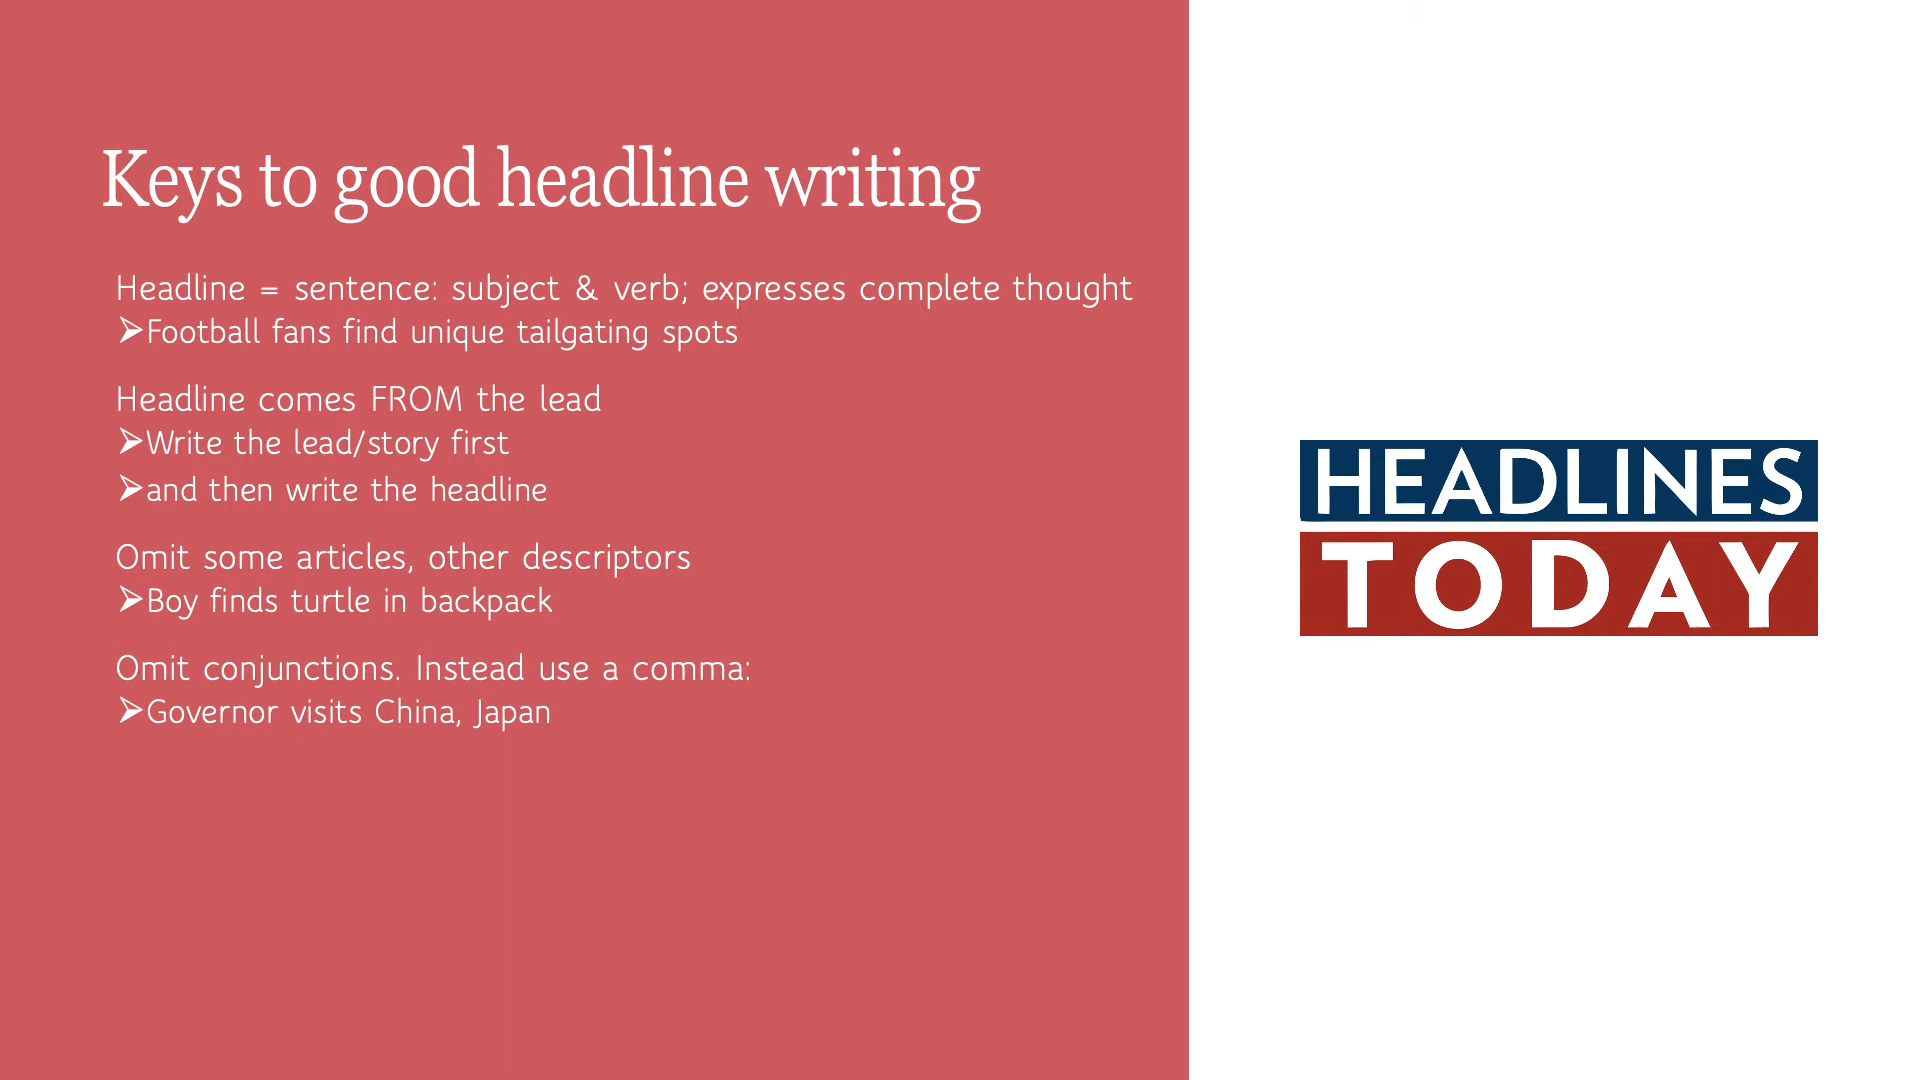 Keys to good headline writing
Headline = sentence: subject & verb; expresses complete thought
➢Football fans find unique tailgating spots
Headline comes FROM the lead
➢Write the lead/story first
➢and then write the headline
Omit some articles, other descriptors
➢Boy finds turtle in backpack
Omit conjunctions. Instead use a comma:
➢Governor visits China, Japan
HEADLINES
TODAY